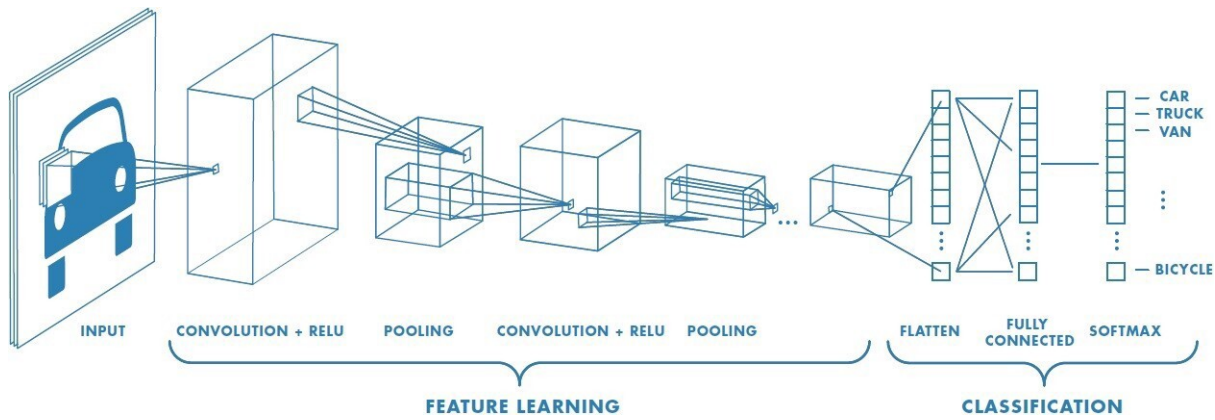 CAR
TRUCK
VAN
BICYCLE
INPUT
CONVOLUTION + RELU
POOLING
CONVOLUTION + RELU
POOLING
FLATTEN
FULLY
CONNECTED
SOFTMAX
FEATURE LEARNING
CLASSIFICATION